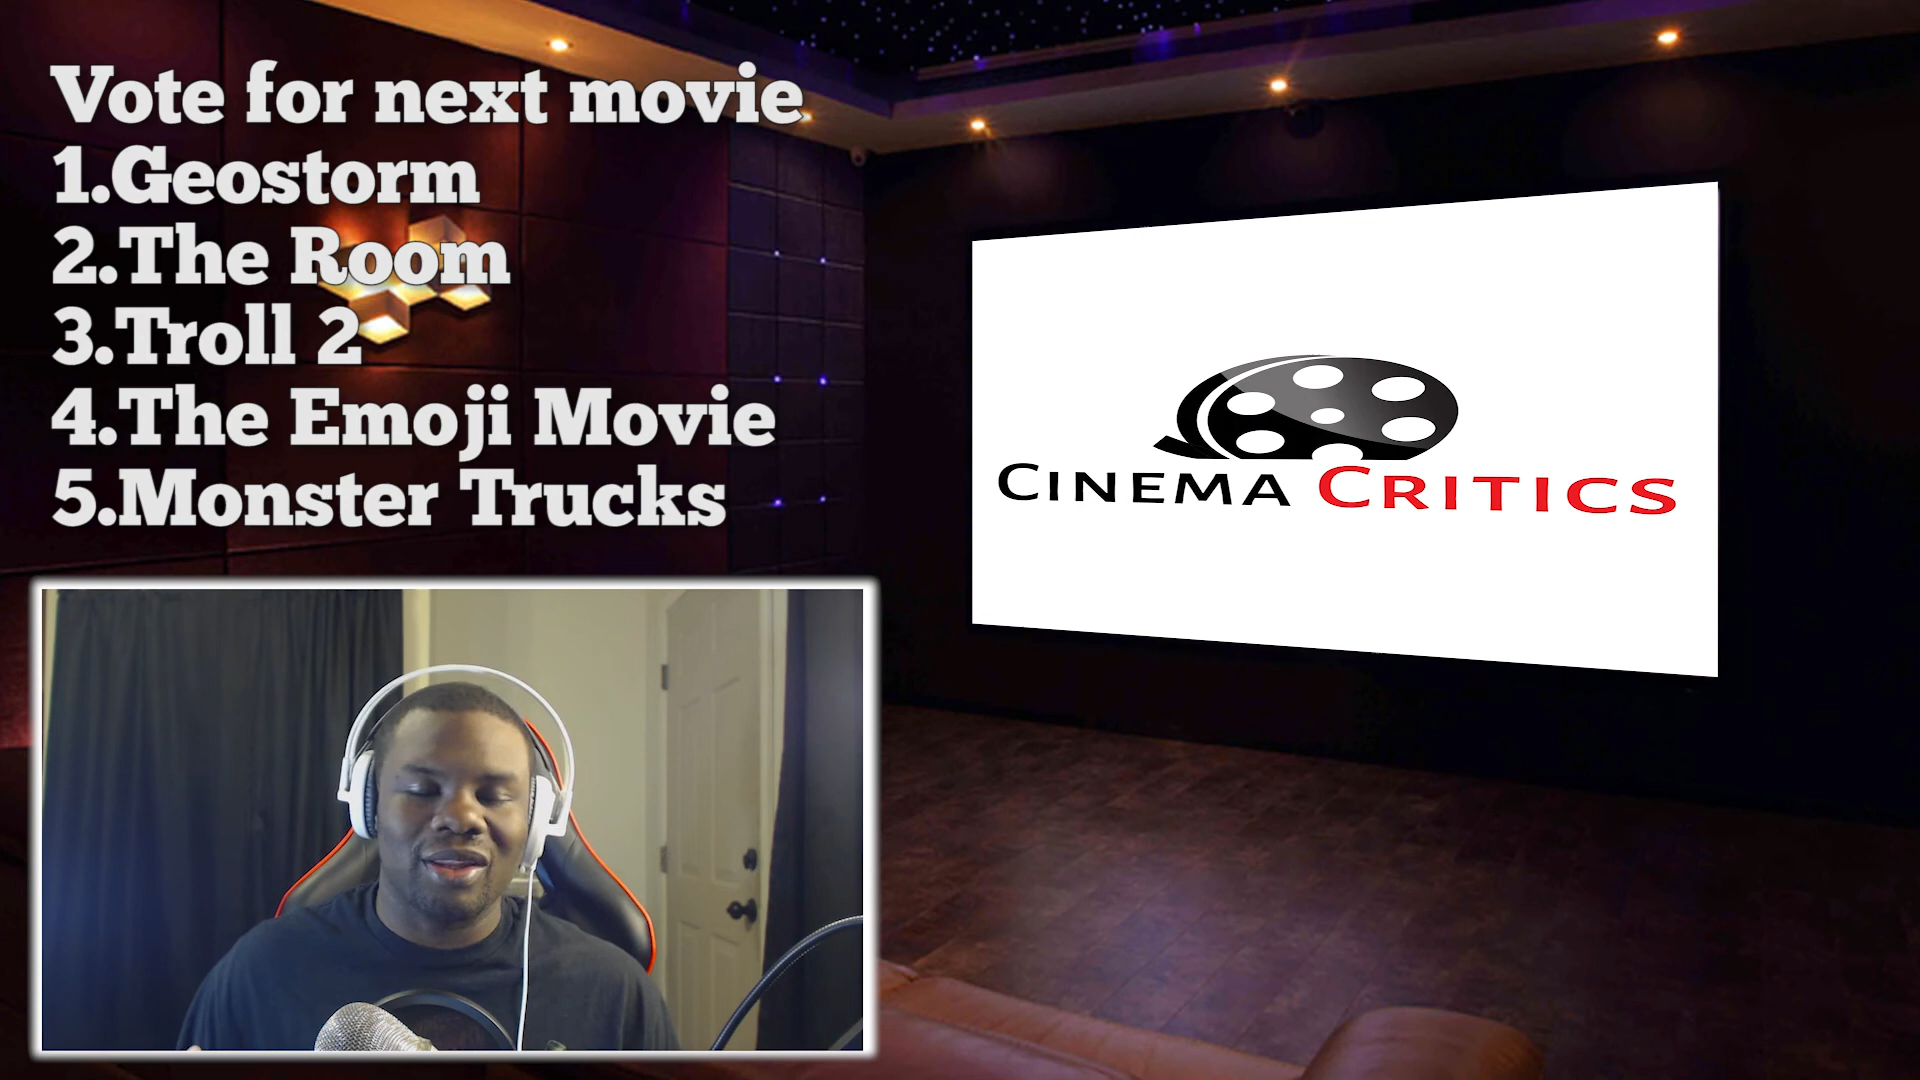 Vote for next movie
1.Geostorm
2.The Room
3.Troll 2
4.The Emoji Movie
5.Monster Trucks
CINEMA CRITICS